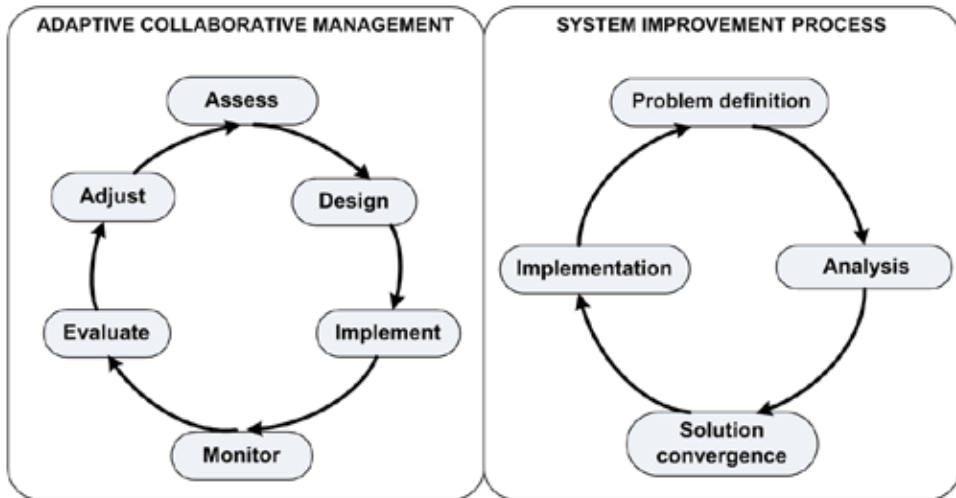 ADAPTIVE COLLABORATIVE MANAGEMENT
Assess
Adjust
Design
Evaluate
Implement
Monitor
SYSTEM IMPROVEMENT PROCESS
Problem definition
Implementation
Analysis
Solution
convergence